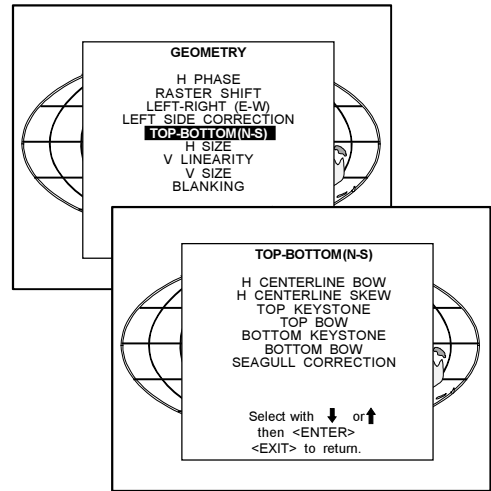 GEOMETRY
H PHASE
RASTER SHIFT
LEFT-RIGHT (E-W)
LEFT SIDE CORRECTION
TOP-BOTTOM(N-S)
H SIZE
V LINEARITY
V SIZE
BLANKING
TOP-BOTTOM(N-S)
H CENTERLINE BOW
H CENTERLINE SKEW
TOP KEYSTONE
TOP BOW
BOTTOM KEYSTONE
BOTTOM BOW
SEAGULL CORRECTION
Select with ⬇ or ⬆
then <ENTER>
<EXIT> to return.